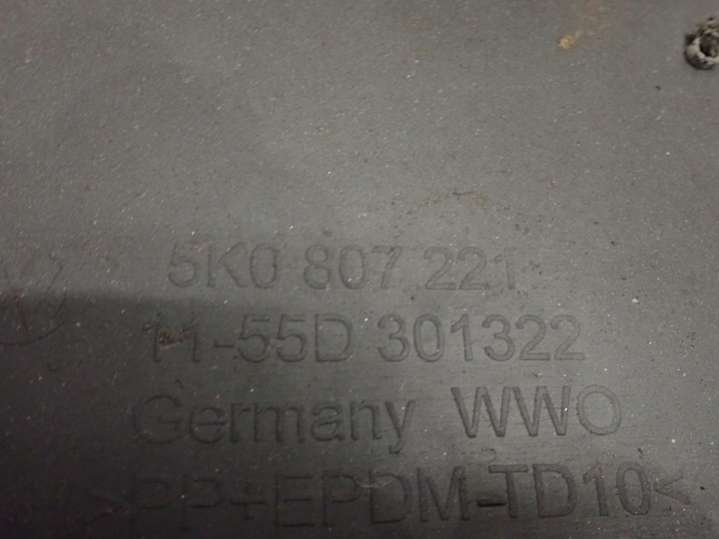 5K0 807 221
11-55D 301322
Germany WWO
>PP+EPDM-TD10<